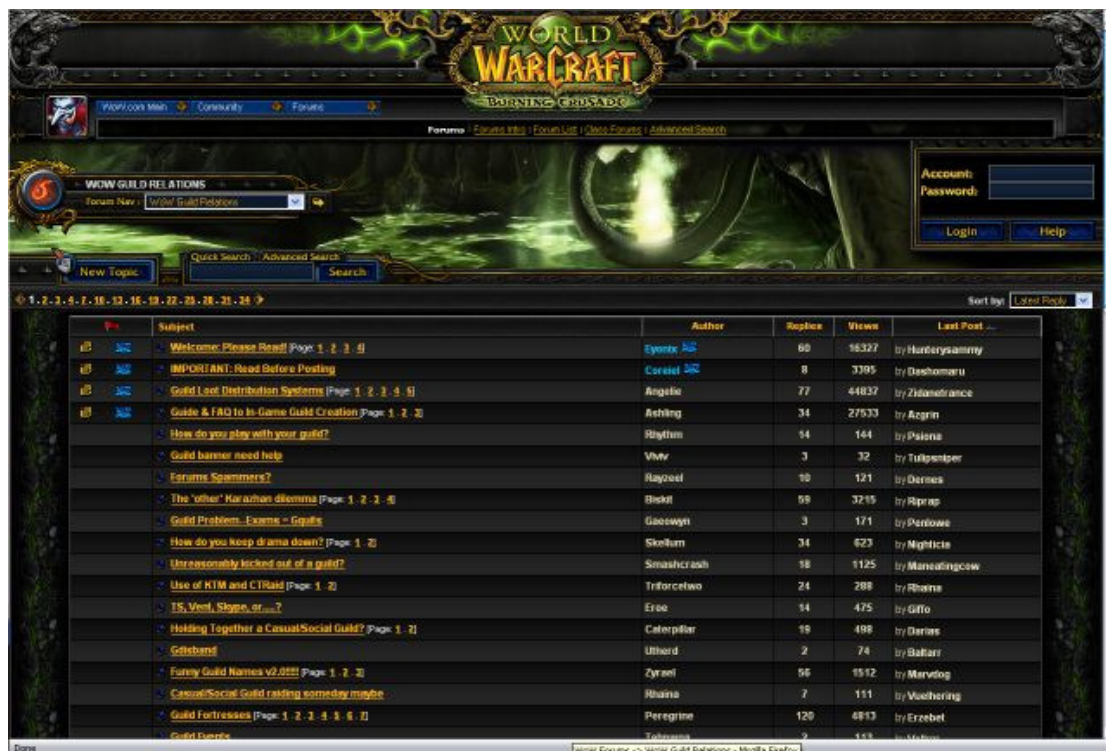 WORLD
WARCRAFT
BURNING CRUSADE
WoW.com Main Community Forums
Forums Forums Intro Forum List Class Forums Advanced Search
WOW GUILD RELATIONS
Forum Nav : WoW Guild Relations
Account:
Password:
Login Help
Quick Search Advanced Search
New Topic Search
1.2.3.4.7.10.13.16.19.22.25.28.31.34
Sort by: Latest Reply
Subject Author Replies Views Last Post
Welcome: Please Read! [Page: 1 . 2 . 3 . 4] Eyonix 60 16327 by Hunterysammy
IMPORTANT: Read Before Posting Coreiel 8 3395 by Dashomaru
Guild Loot Distribution Systems [Page: 1 . 2 . 3 . 4 . 5] Angelie 77 44837 by Zidanetrance
Guide & FAQ to In-Game Guild Creation [Page: 1 . 2 . 3] Ashling 34 27533 by Azgrin
How do you play with your guild? Rhythm 14 144 by Psiona
Guild banner need help 3 32 by Tulipsniper
Forums Spammers? Rayzeel 10 121 by Dernes
The 'other' Karazhan dilemma [Page: 1 . 2 . 3 . 4] Biskit 59 3215 by Riprap
Guild Problem...Exams = Gquits Gaeowyn 3 171 by Penlowe
How do you keep drama down? [Page: 1 . 2] Skellum 34 623 by Nighticia
Unreasonably kicked out of a guild? Smashcrash 18 1125 by Maneatingcow
Use of KTM and CTRaid [Page: 1 . 2] Triforcetwo 24 288 by Rhaina
TS, Vent, Skype, or.....? Eroe 14 475 by Giffo
Holding Together a Casual/Social Guild? [Page: 1 . 2] Caterpillar 19 498 by Darias
Gdisband Utherd 2 74 by Baltarr
Funny Guild Names v2.0!!!! [Page: 1 . 2 . 3] Zyrael 56 1512 by Marvdog
Casual/Social Guild raiding someday maybe Rhaina 7 111 by Vuelhering
Guild Fortresses [Page: 1 . 2 . 3 . 4 . 5 . 6 . 7] Peregrine 120 4813 by Erzebet
Guild Events 2 113
Done
WoW Forums -> WoW Guild Relations - Mozilla Firefox